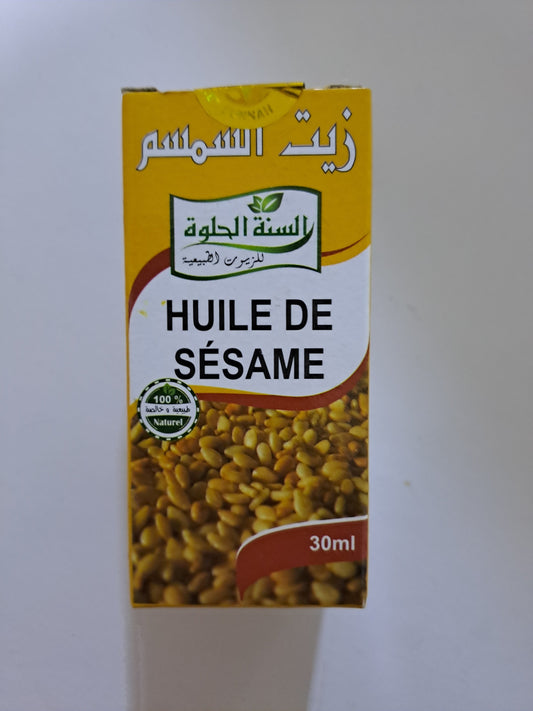 زيت السمسم
السنة الحلوة
للزيوت الطبيعية
HUILE DE
SÉSAME
100 %
طبيعية و خالصة
Naturel
30ml